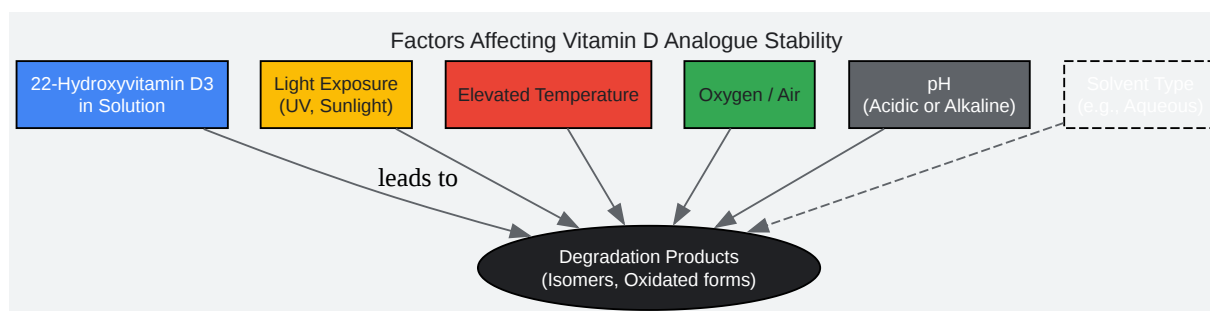 Factors Affecting Vitamin D Analogue Stability
22-Hydroxyvitamin D3
in Solution
Light Exposure
(UV, Sunlight)
Elevated Temperature
Oxygen / Air
pH
(Acidic or Alkaline)
Solvent Type
(e.g., Aqueous)
leads to
Degradation Products
(Isomers, Oxidated forms)